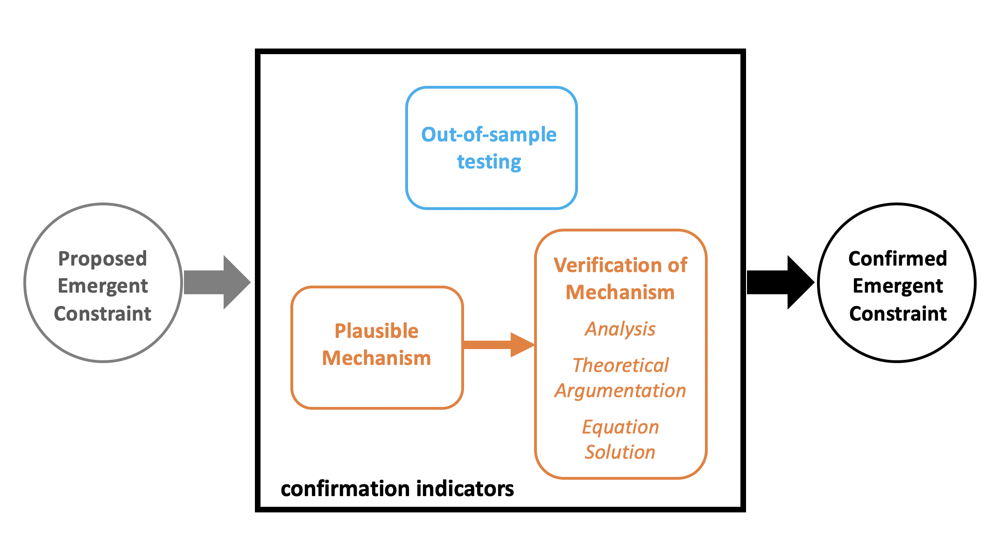 Proposed
Emergent
Constraint
Out-of-sample
testing
Plausible
Mechanism
Verification of
Mechanism
Analysis
Theoretical
Argumentation
Equation
Solution
confirmation indicators
Confirmed
Emergent
Constraint